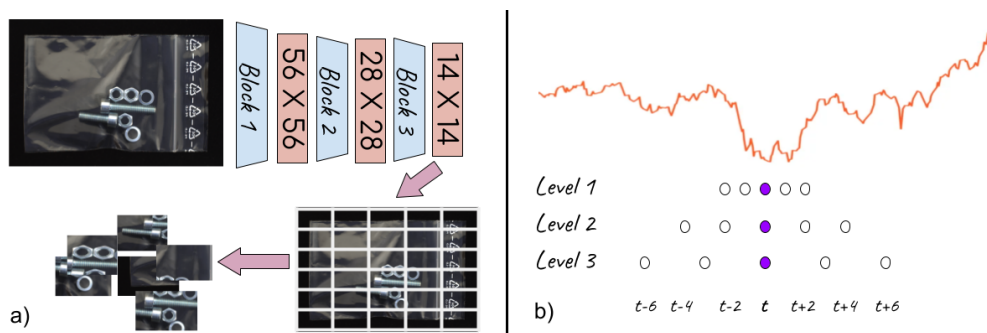 Block 1
56 X 56
Block 2
28 X 28
Block 3
14 X 14
a)
Level 1
Level 2
Level 3
t-6 t-4 t-2 t t+2 t+4 t+6
b)